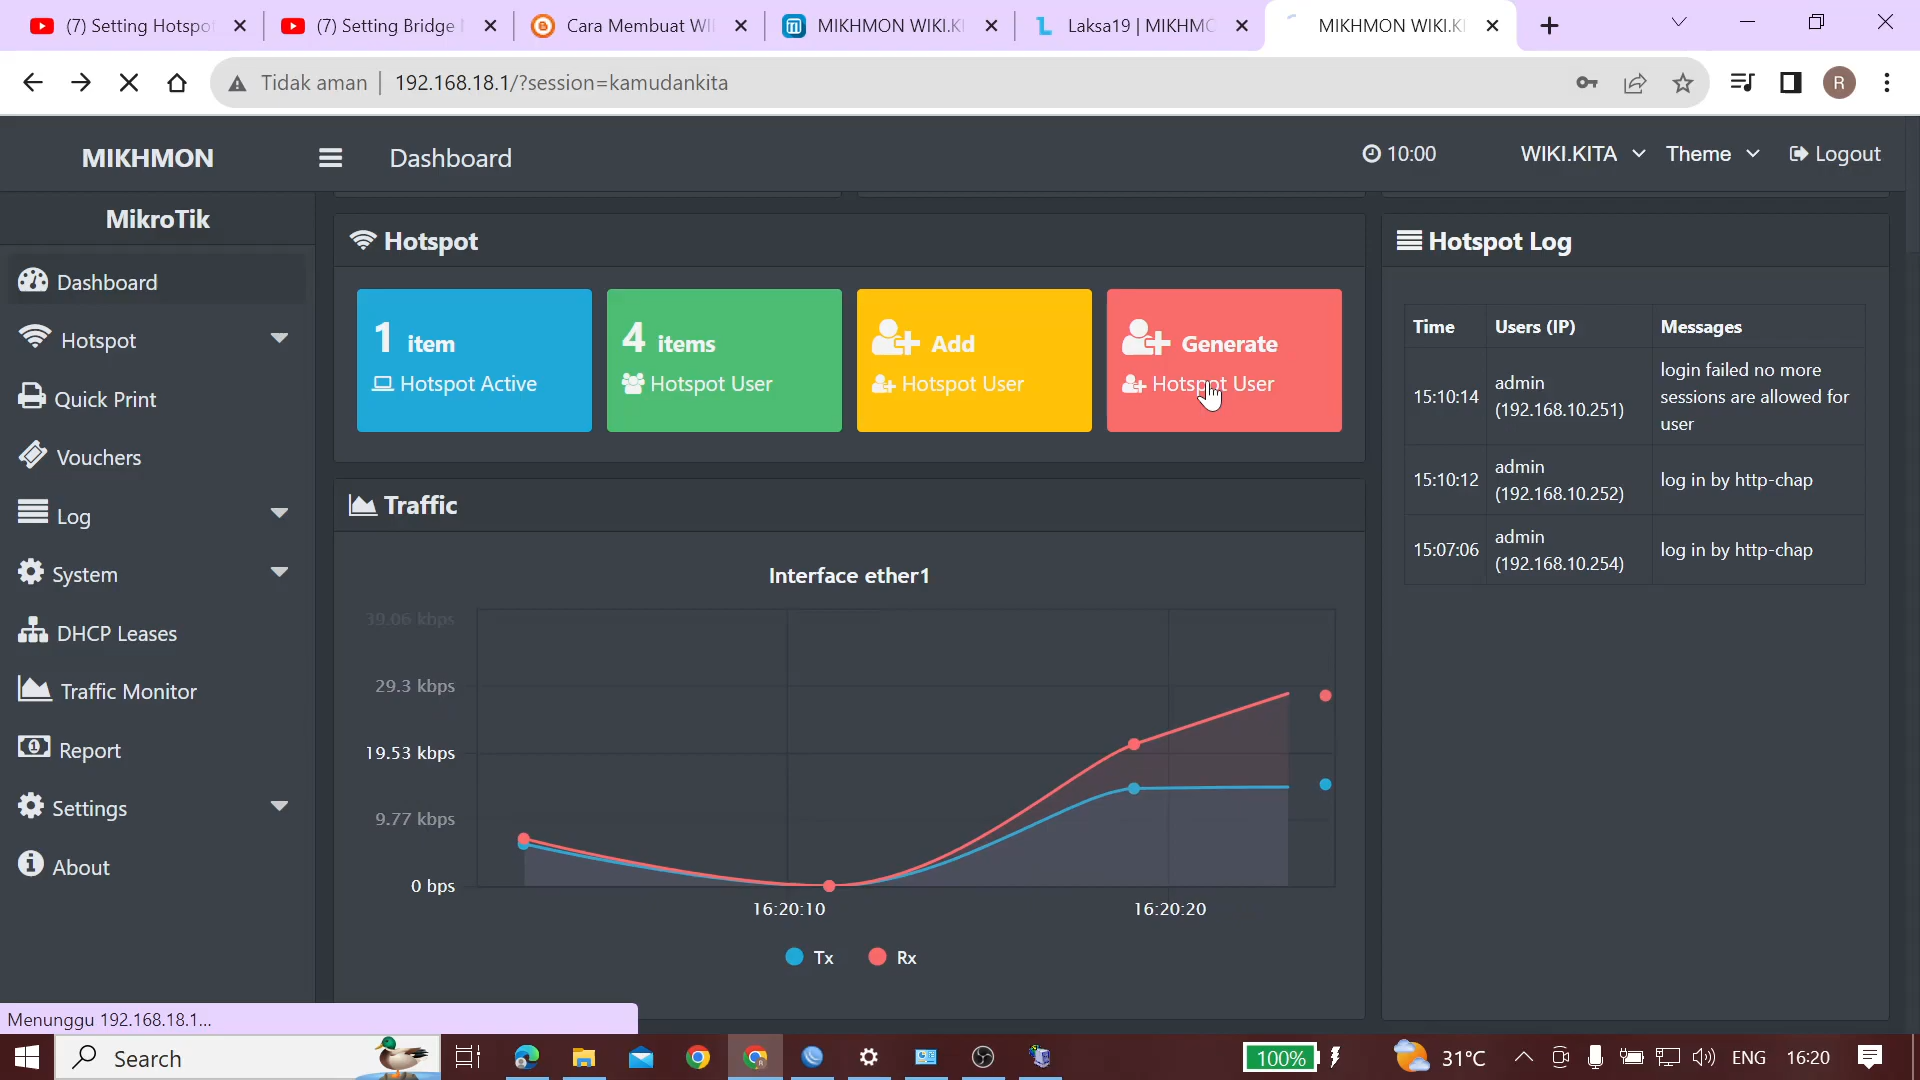 (7) Setting Hotspo
(7) Setting Bridge
Cara Membuat WI
MIKHMON WIKI.K
Laksa19 | MIKHMO
MIKHMON WIKI.K
Tidak aman
192.168.18.1/?session=kamudankita
R
MIKHMON
Dashboard
10:00
WIKI.KITA
Theme
Logout
MikroTik
Dashboard
Hotspot
Quick Print
Vouchers
Log
System
DHCP Leases
Traffic Monitor
Report
Settings
About
Hotspot
1 item
Hotspot Active
4 items
Hotspot User
Add
Hotspot User
Generate
Hotspot User
Traffic
Interface ether1
39.06 kbps
29.3 kbps
19.53 kbps
9.77 kbps
0 bps
16:20:10
16:20:20
Tx
Rx
Hotspot Log
Time Users (IP) Messages
15:10:14 admin (192.168.10.251) login failed no more
sessions are allowed for
user
15:10:12 admin (192.168.10.252) log in by http-chap
15:07:06 admin (192.168.10.254) log in by http-chap
Menunggu 192.168.18.1...
Search
100%
31°C
ENG
16:20